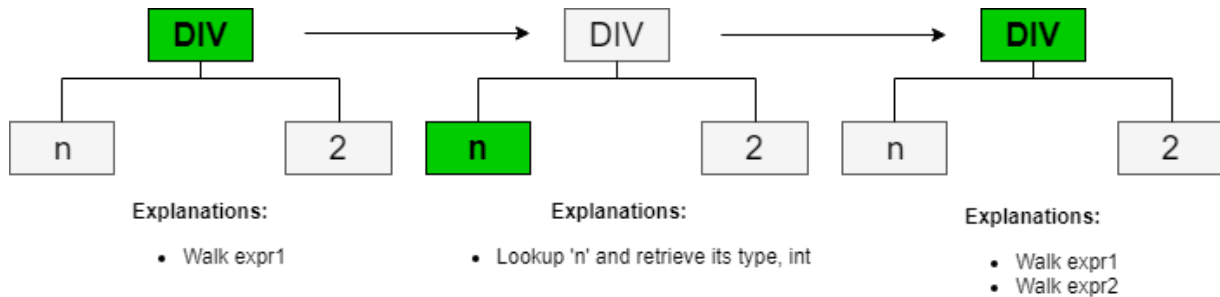 DIV
DIV
DIV
n
2
n
2
n
2
Explanations:
• Walk expr1
Explanations:
• Lookup 'n' and retrieve its type, int
Explanations:
• Walk expr1
• Walk expr2